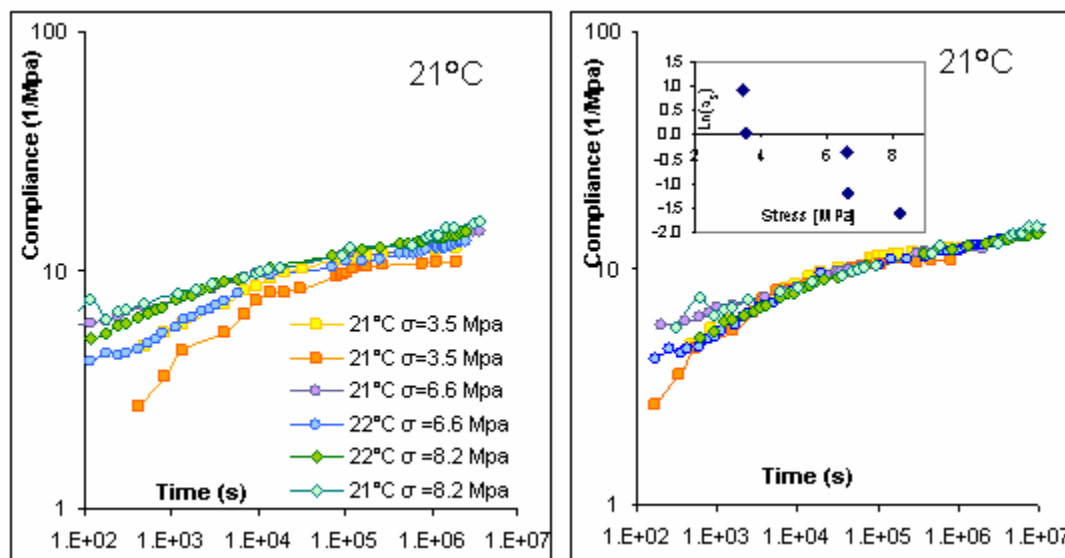 100
21°C
Compliance (1/Mpa)
10
21°C σ=3.5 Mpa
21°C σ=3.5 Mpa
21°C σ=6.6 Mpa
22°C σ=6.6 Mpa
22°C σ=8.2 Mpa
21°C σ=8.2 Mpa
Time (s)
1
1.E+02 1.E+03 1.E+04 1.E+05 1.E+06 1.E+07
100
21°C
Compliance (1/Mpa)
1.5
1.0
0.5
0.0
-0.5
-1.0
-1.5
-2.0
Ln(aₛ)
2 4 6 8
Stress [MPa]
10
Time (s)
1
1.E+02 1.E+03 1.E+04 1.E+05 1.E+06 1.E+07